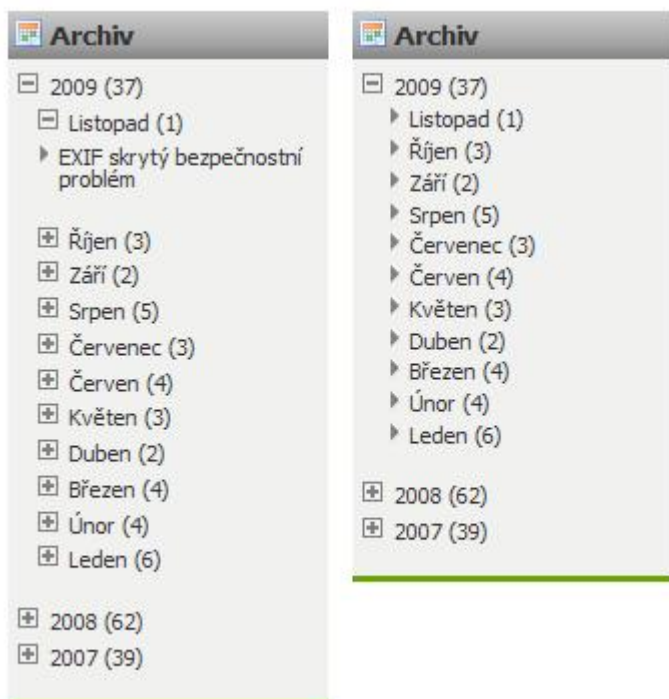 Archiv
2009 (37)
Listopad (1)
EXIF skrytý bezpečnostní
problém
Říjen (3)
Září (2)
Srpen (5)
Červenec (3)
Červen (4)
Květen (3)
Duben (2)
Březen (4)
Únor (4)
Leden (6)
2008 (62)
2007 (39)
Archiv
2009 (37)
Listopad (1)
Říjen (3)
Září (2)
Srpen (5)
Červenec (3)
Červen (4)
Květen (3)
Duben (2)
Březen (4)
Únor (4)
Leden (6)
2008 (62)
2007 (39)